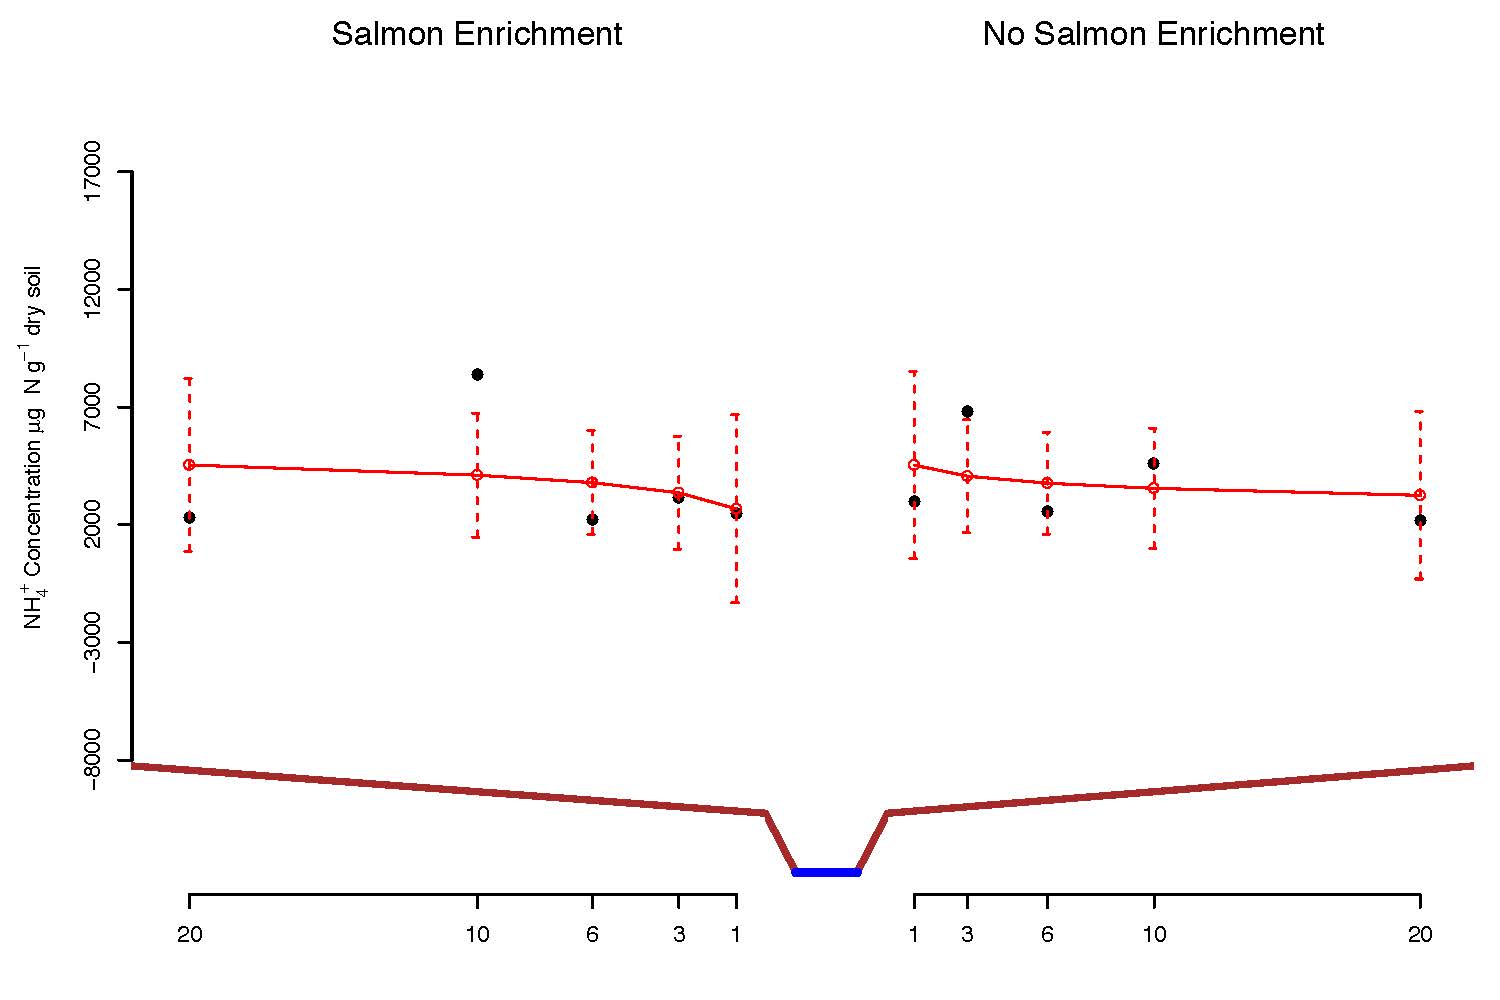 Salmon Enrichment
No Salmon Enrichment
17000
12000
7000
2000
−3000
−8000
NH₄⁺ Concentration µg N g⁻¹ dry soil
20 10 6 3 1
1 3 6 10 20